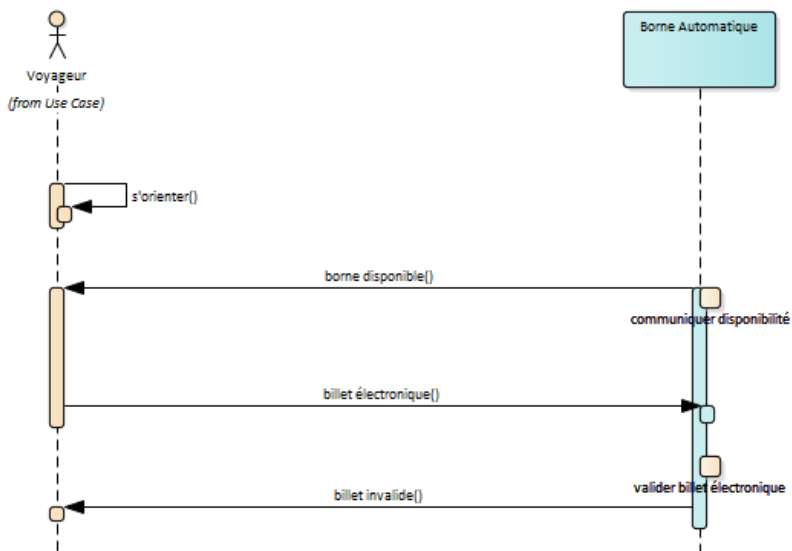 Borne Automatique
Voyageur
(from Use Case)
s'orienter()
borne disponible()
communiquer disponibilité
billet électronique()
valider billet électronique
billet invalide()